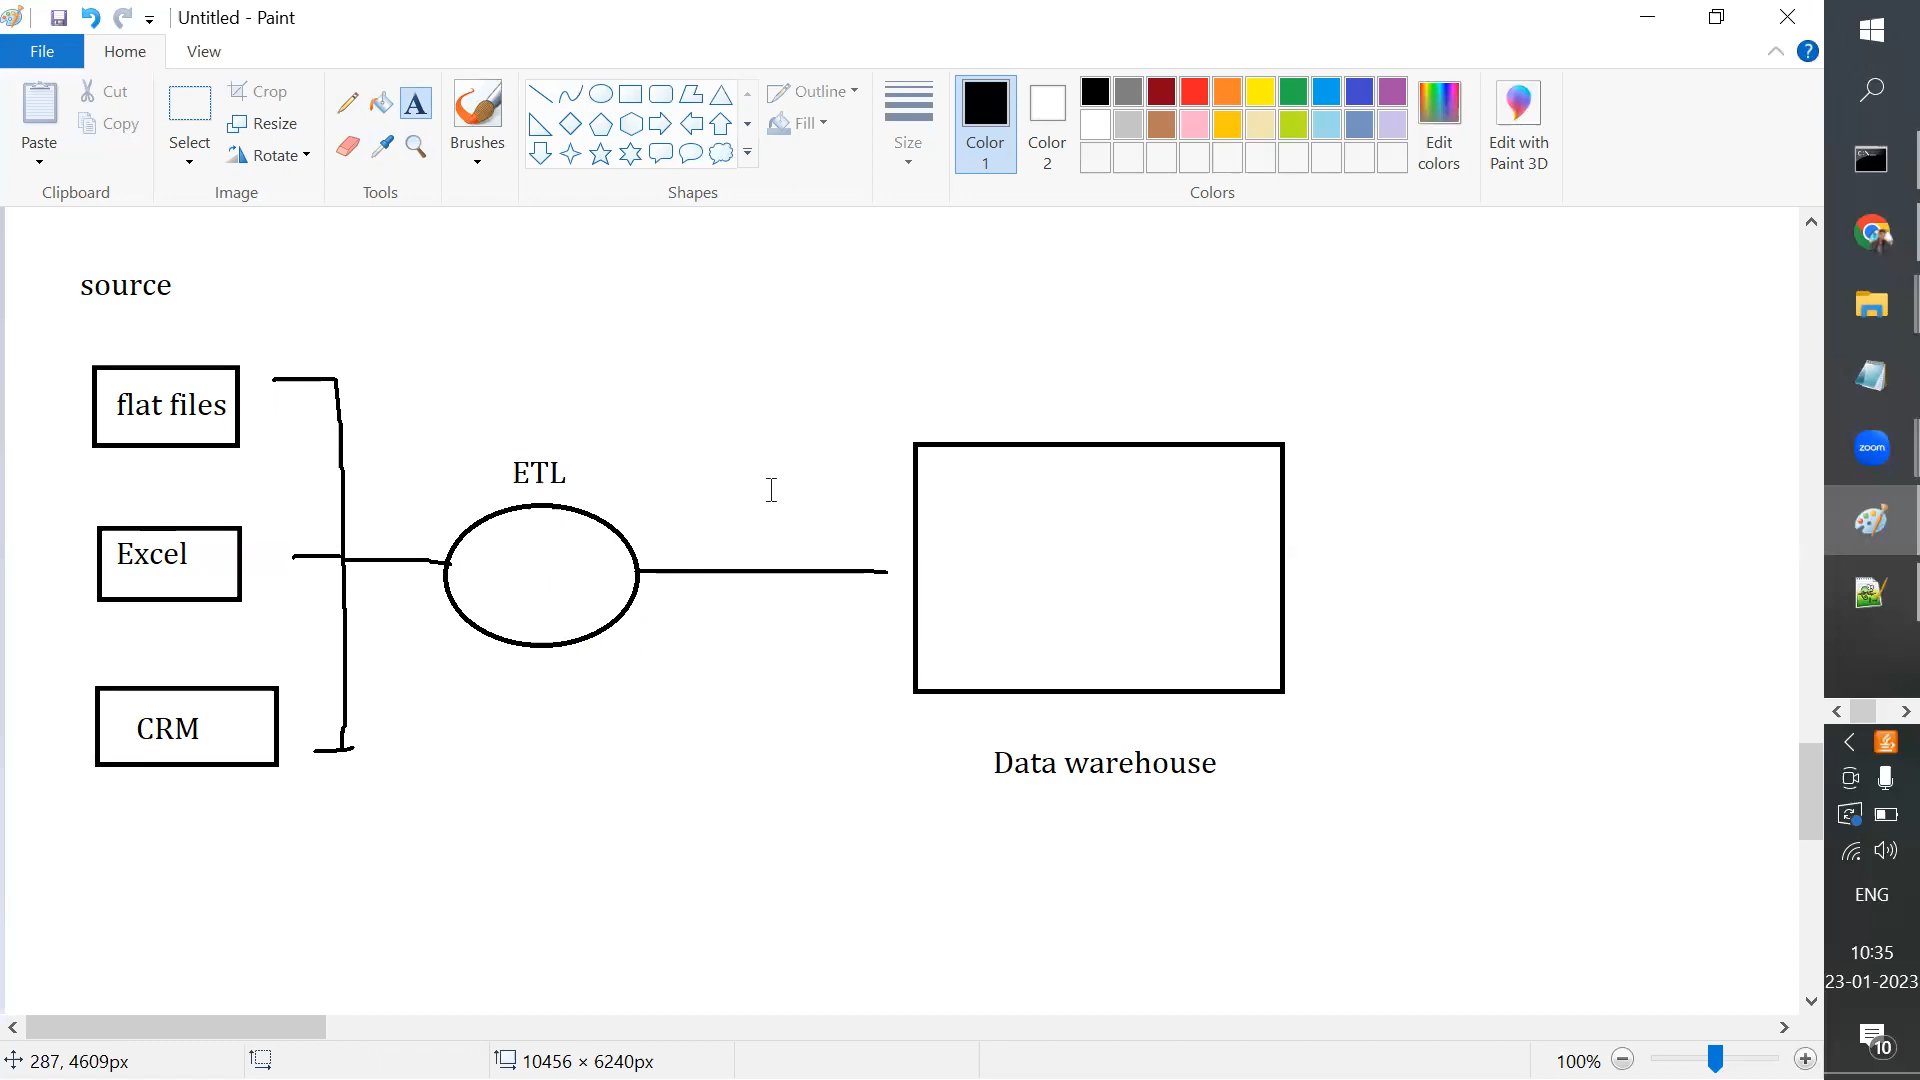 Untitled - Paint
File
Home
View
Paste
Cut
Copy
Clipboard
Select
Crop
Resize
Rotate
Image
A
Tools
Brushes
Outline
Fill
Shapes
Size
Color
1
Color
2
Edit
colors
Colors
Edit with
Paint 3D
?
source
flat files
Excel
CRM
ETL
Data warehouse
287, 4609px
10456 × 6240px
100%
zoom
ENG
10:35
23-01-2023
10